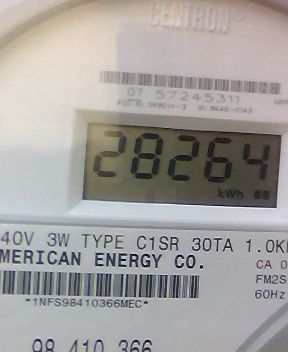 CENTRON
07 57245311
28264
kWh
40V 3W TYPE C1SR 30TA 1.0K
MERICAN ENERGY CO.
CA 0
FM2S
60Hz
*1NFS98410366MEC*
98 410 366